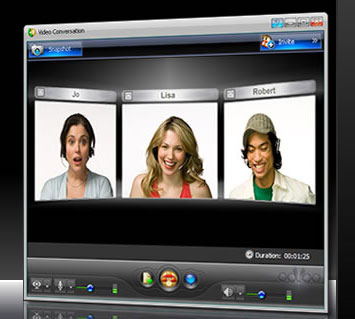 Video Conversation
Snapshot
Invite »
Jo
Lisa
Robert
Duration: 00:01:25